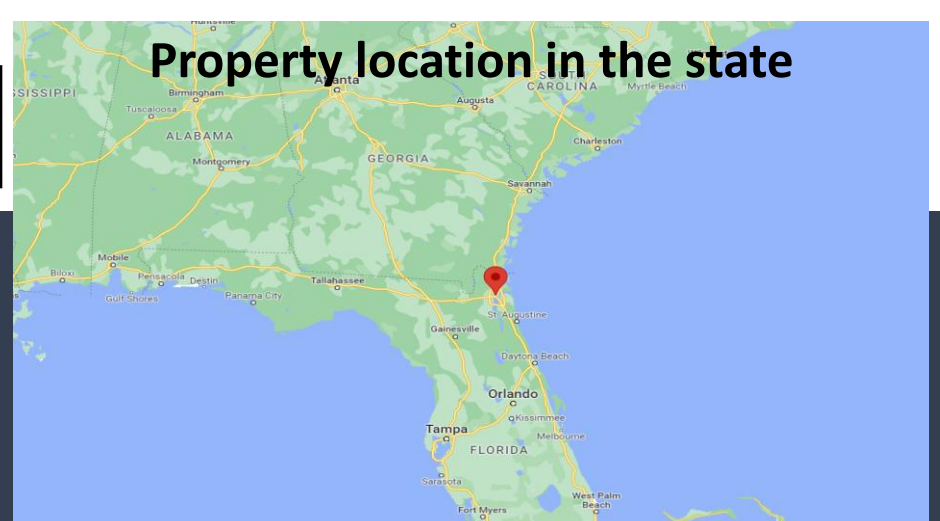 Huntsville
Property location in the state
Atlanta
SOUTH
CAROLINA
SSISSIPPI
Birmingham
Myrtle Beach
Tuscaloosa
Augusta
ALABAMA
Charleston
Montgomery
GEORGIA
Savannah
Mobile
Biloxi
Pensacola
Destin
Tallahassee
Gulf Shores
Panama City
St. Augustine
Gainesville
Daytona Beach
Orlando
Kissimmee
Tampa
Melbourne
FLORIDA
Sarasota
West Palm
Beach
Fort Myers